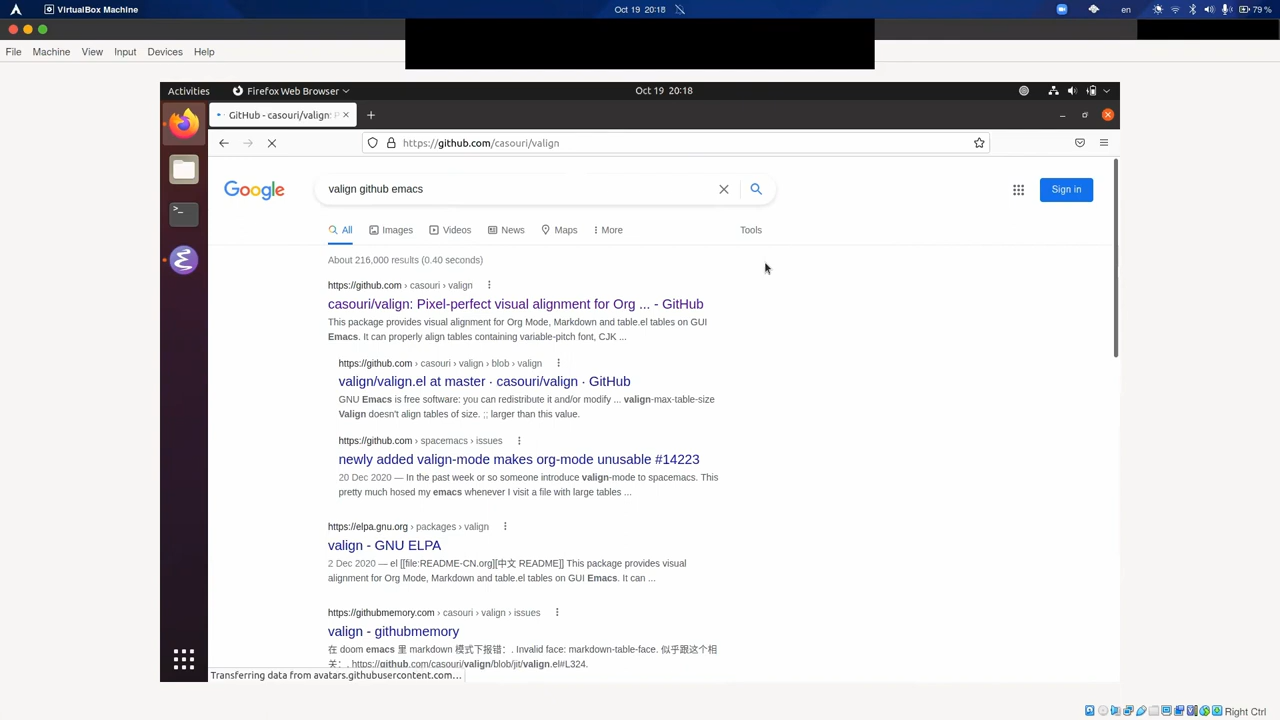 VirtualBox Machine
Oct 19 20:18
en
79 %
File Machine View Input Devices Help
Activities
Firefox Web Browser
Oct 19 20:18
GitHub - casouri/valign: P
https://github.com/casouri/valign
Google
valign github emacs
Sign in
All Images Videos News Maps More Tools
About 216,000 results (0.40 seconds)
https://github.com › casouri › valign
casouri/valign: Pixel-perfect visual alignment for Org ... - GitHub
This package provides visual alignment for Org Mode, Markdown and table.el tables on GUI
Emacs. It can properly align tables containing variable-pitch font, CJK ...
https://github.com › casouri › valign › blob › valign
valign/valign.el at master · casouri/valign · GitHub
GNU Emacs is free software: you can redistribute it and/or modify ... valign-max-table-size
Valign doesn't align tables of size. ;; larger than this value.
https://github.com › spacemacs › issues
newly added valign-mode makes org-mode unusable #14223
20 Dec 2020 — In the past week or so someone introduce valign-mode to spacemacs. This
pretty much hosed my emacs whenever I visit a file with large tables ...
https://elpa.gnu.org › packages › valign
valign - GNU ELPA
2 Dec 2020 — el [[file:README-CN.org][中文 README]] This package provides visual
alignment for Org Mode, Markdown and table.el tables on GUI Emacs. It can ...
https://githubmemory.com › casouri › valign › issues
valign - githubmemory
在 doom emacs 里 markdown 模式下报错：. Invalid face: markdown-table-face. 似乎跟这个相
关：. https://github.com/casouri/valign/blob/jit/valign.el#L324.
Transferring data from avatars.githubusercontent.com…
Right Ctrl